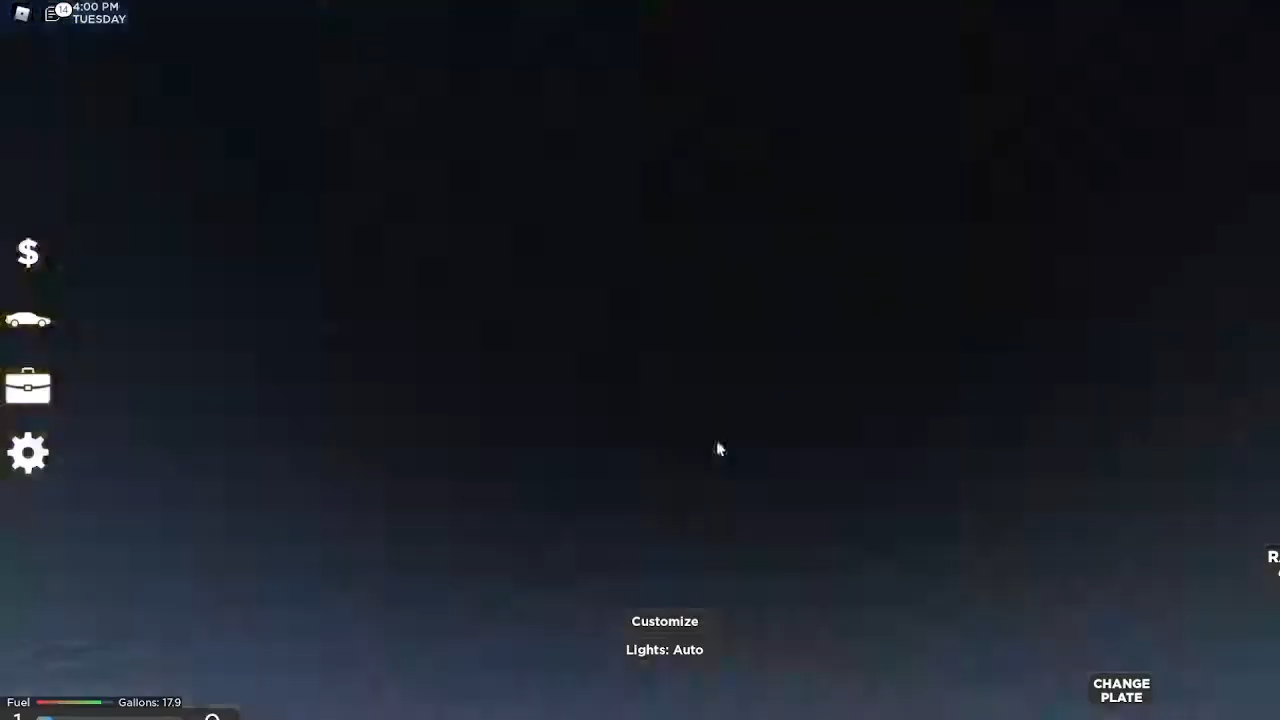 14
4:00 PM
TUESDAY
$
Customize
Lights: Auto
CHANGE
PLATE
Fuel
Gallons: 17.9